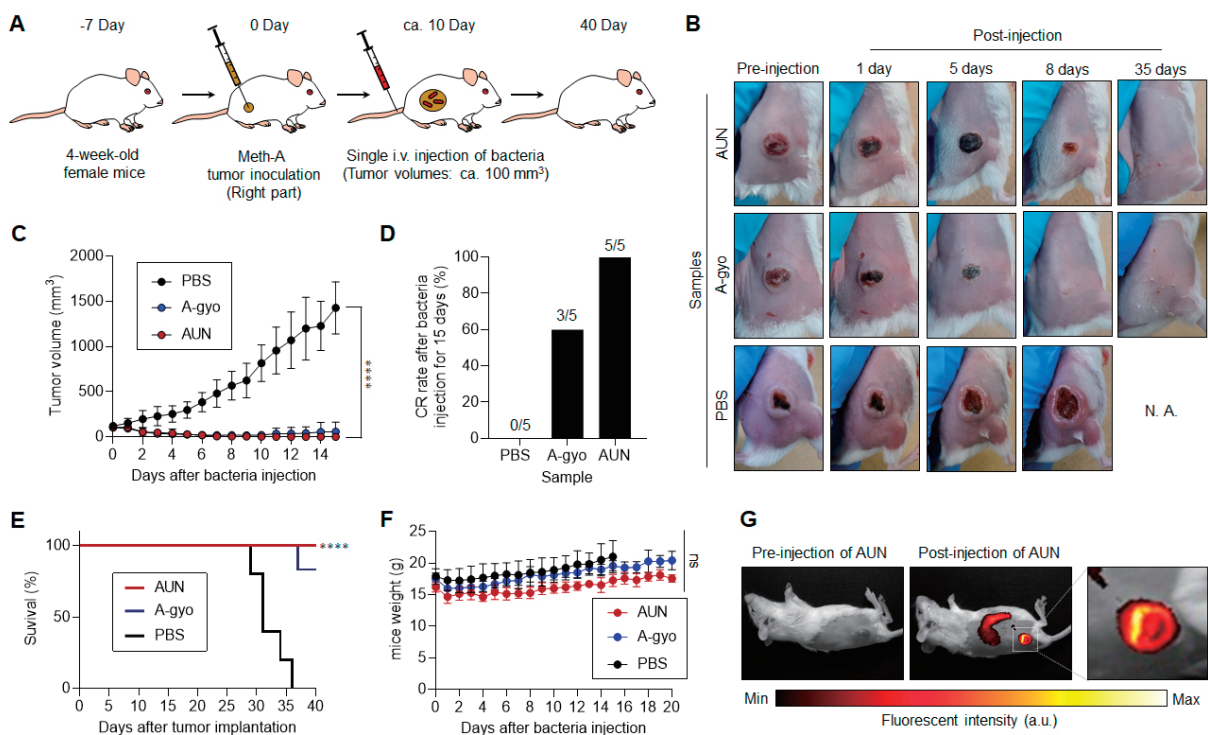 A
-7 Day
0 Day
ca. 10 Day
40 Day
4-week-old
female mice
Meth-A
tumor inoculation
(Right part)
Single i.v. injection of bacteria
(Tumor volumes: ca. 100 mm³)
B
Post-injection
Pre-injection
1 day
5 days
8 days
35 days
Samples
AUN
A-gyo
PBS
N. A.
C
Tumor volume (mm³)
2000
1500
1000
500
0
PBS
A-gyo
AUN
****
0 2 4 6 8 10 12 14
Days after bacteria injection
D
CR rate after bacteria
injection for 15 days (%)
100
80
60
40
20
0
0/5
3/5
5/5
PBS A-gyo AUN
Sample
E
Suvival (%)
100
50
0
****
AUN
A-gyo
PBS
0 5 10 15 20 25 30 35 40
Days after tumor implantation
F
mice weight (g)
25
20
15
10
5
0
ns
AUN
A-gyo
PBS
0 2 4 6 8 10 12 14 16 18 20
Days after bacteria injection
G
Pre-injection of AUN
Post-injection of AUN
Min
Max
Fluorescent intensity (a.u.)